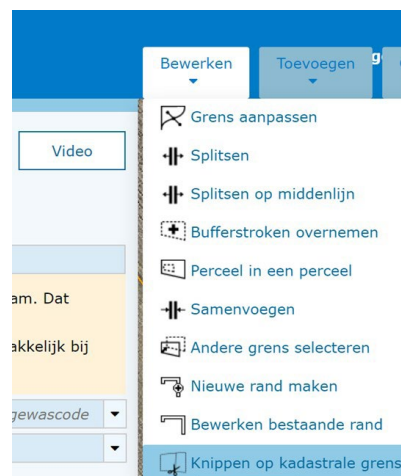 Bewerken
Toevoegen
Video
Grens aanpassen
Splitsen
Splitsen op middenlijn
Bufferstroken overnemen
Perceel in een perceel
am. Dat
Samenvoegen
akkelijk bij
Andere grens selecteren
Nieuwe rand maken
gewascode
Bewerken bestaande rand
Knippen op kadastrale grens